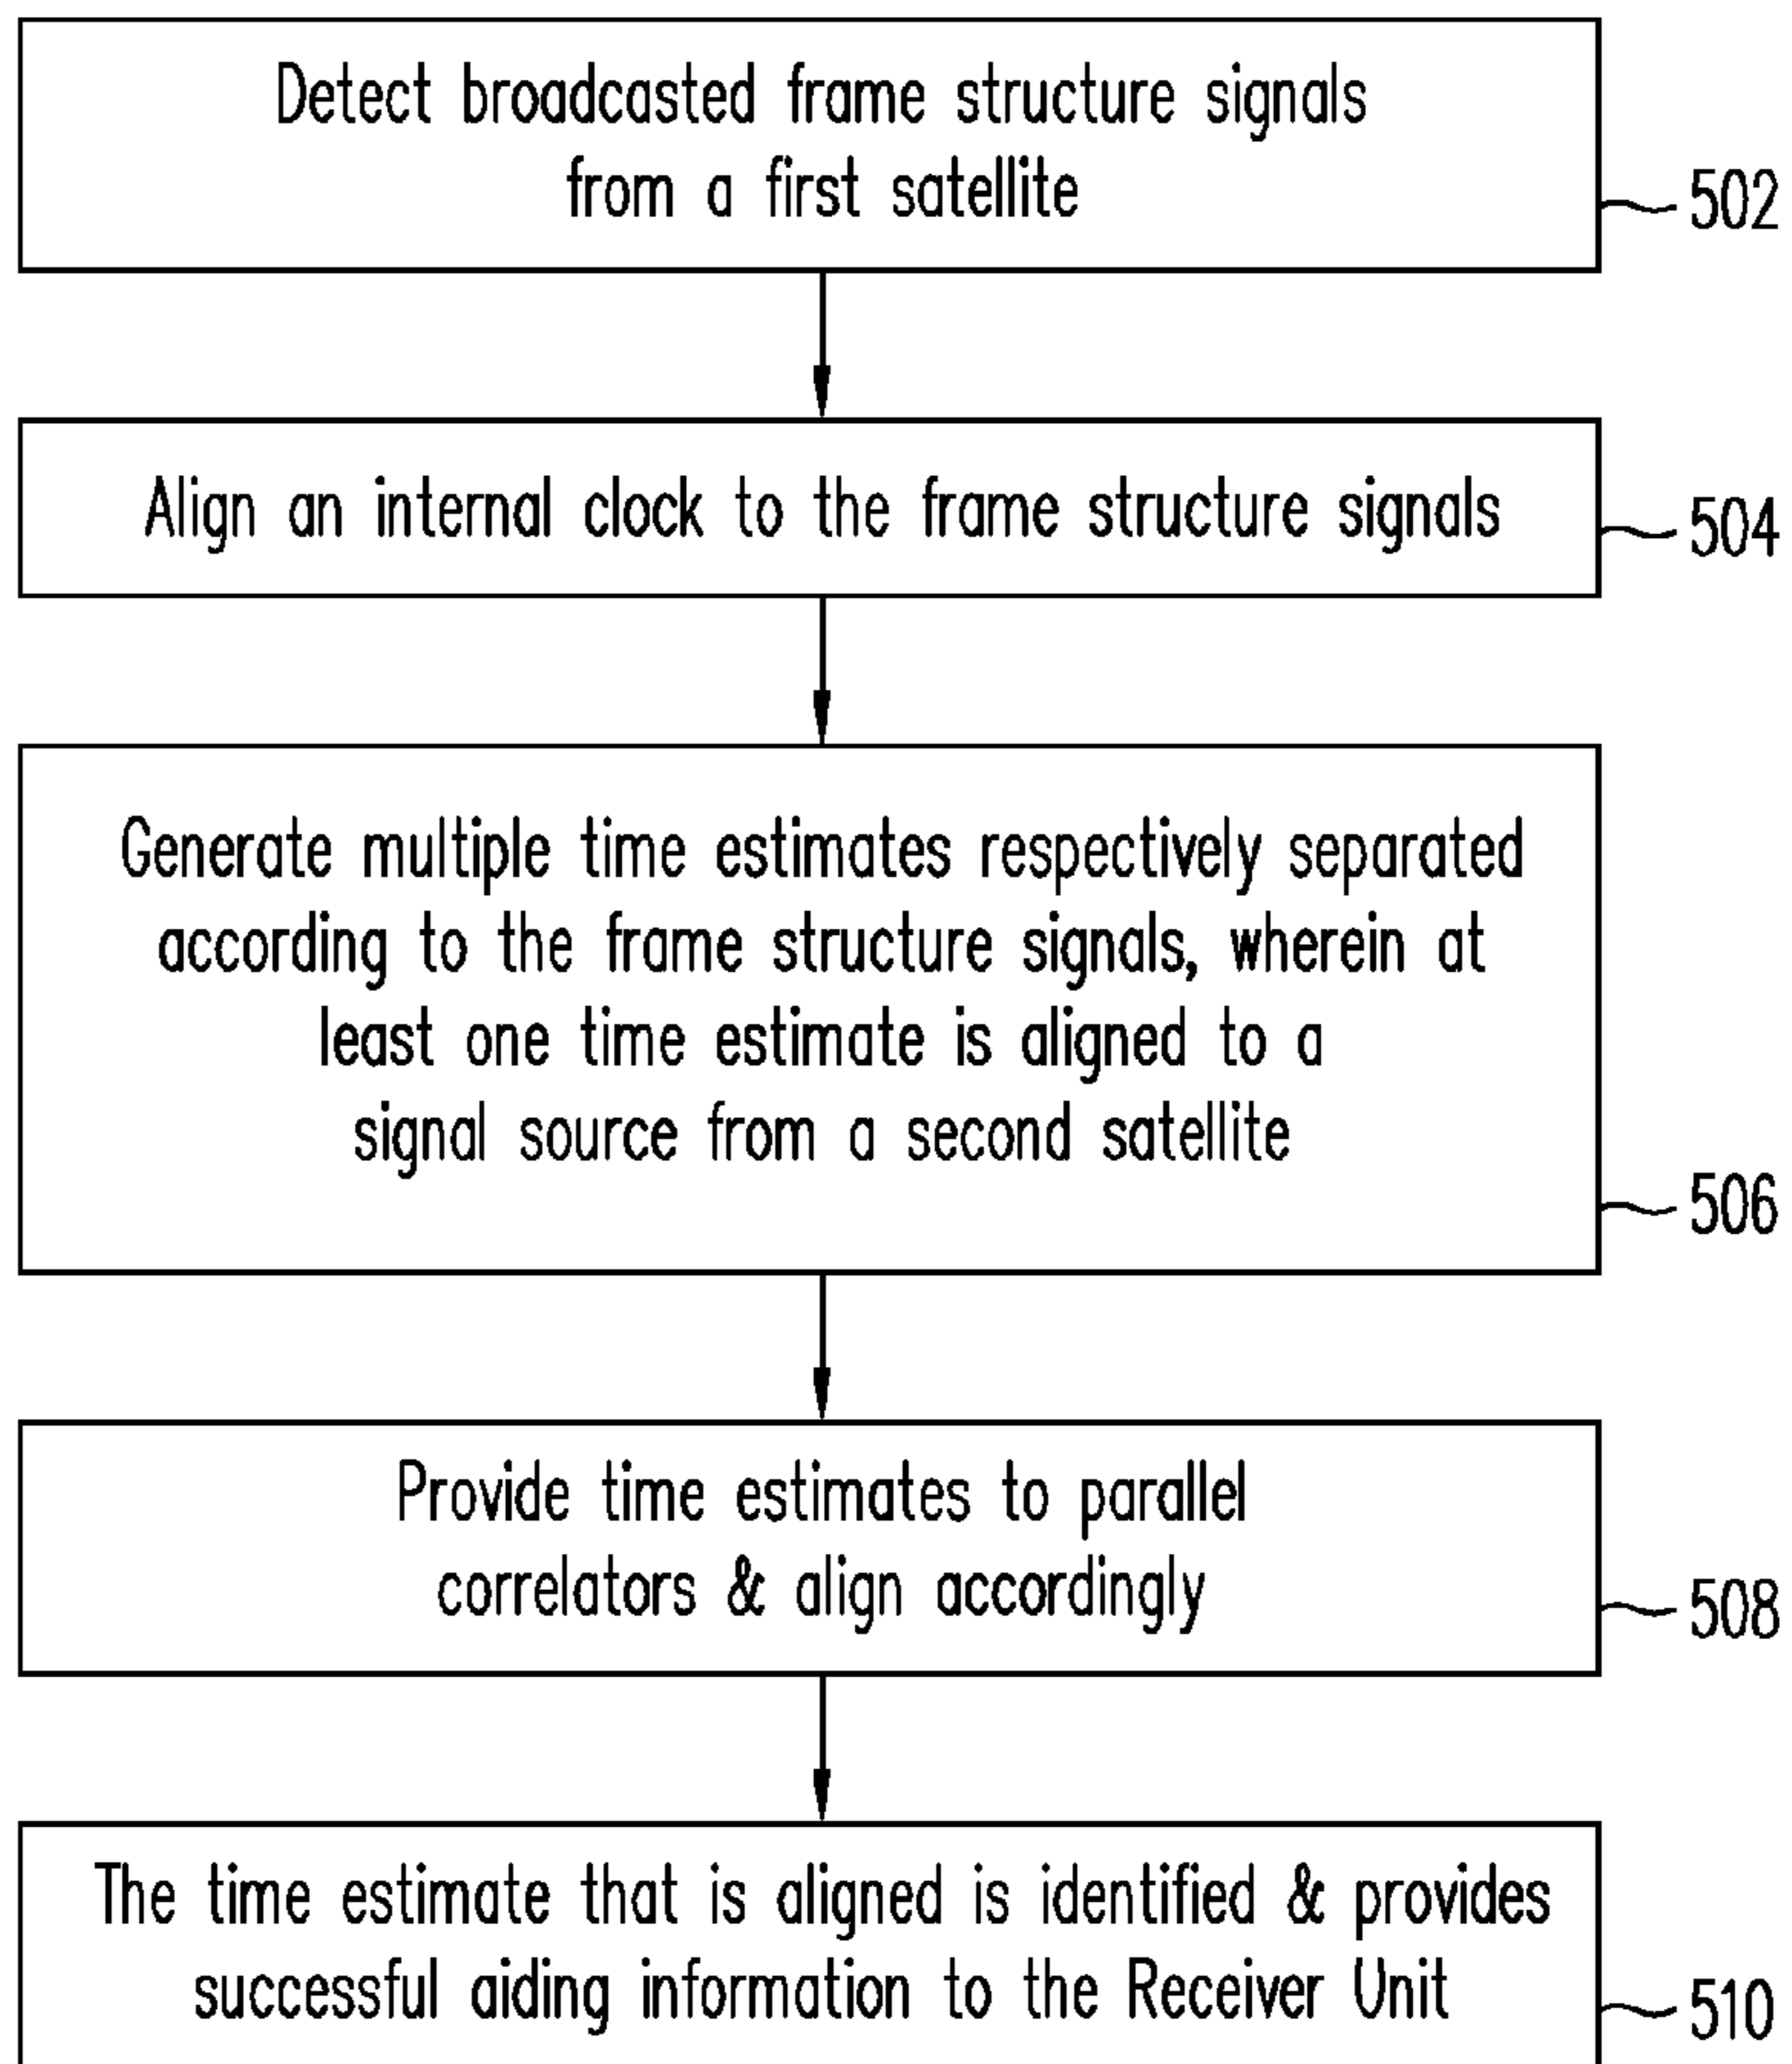 Detect broadcasted frame structure signals
from a first satellite
502
Align an internal clock to the frame structure signals
504
Generate multiple time estimates respectively separated
according to the frame structure signals, wherein at
least one time estimate is aligned to a
signal source from a second satellite
506
Provide time estimates to parallel
correlators & align accordingly
508
The time estimate that is aligned is identified & provides
successful aiding information to the Receiver Unit
510